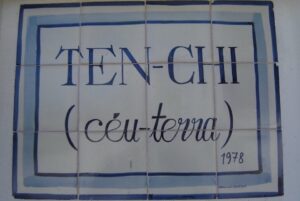 TEN-CHI
(céu-terra)
1978